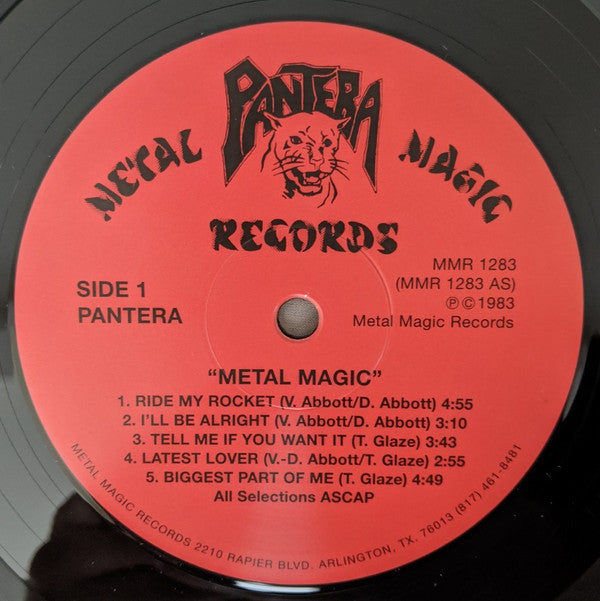 PANTERA
METAL MAGIC
RECORDS
MMR 1283
(MMR 1283 AS)
℗©1983
Metal Magic Records
SIDE 1
PANTERA
“METAL MAGIC”
1. RIDE MY ROCKET (V. Abbott/D. Abbott) 4:55
2. I'LL BE ALRIGHT (V. Abbott/D. Abbott) 3:10
3. TELL ME IF YOU WANT IT (T. Glaze) 3:43
4. LATEST LOVER (V.-D. Abbott/T. Glaze) 2:55
5. BIGGEST PART OF ME (T. Glaze) 4:49
All Selections ASCAP
METAL MAGIC RECORDS 2210 RAPIER BLVD. ARLINGTON, TX. 76013 (817) 461-8481